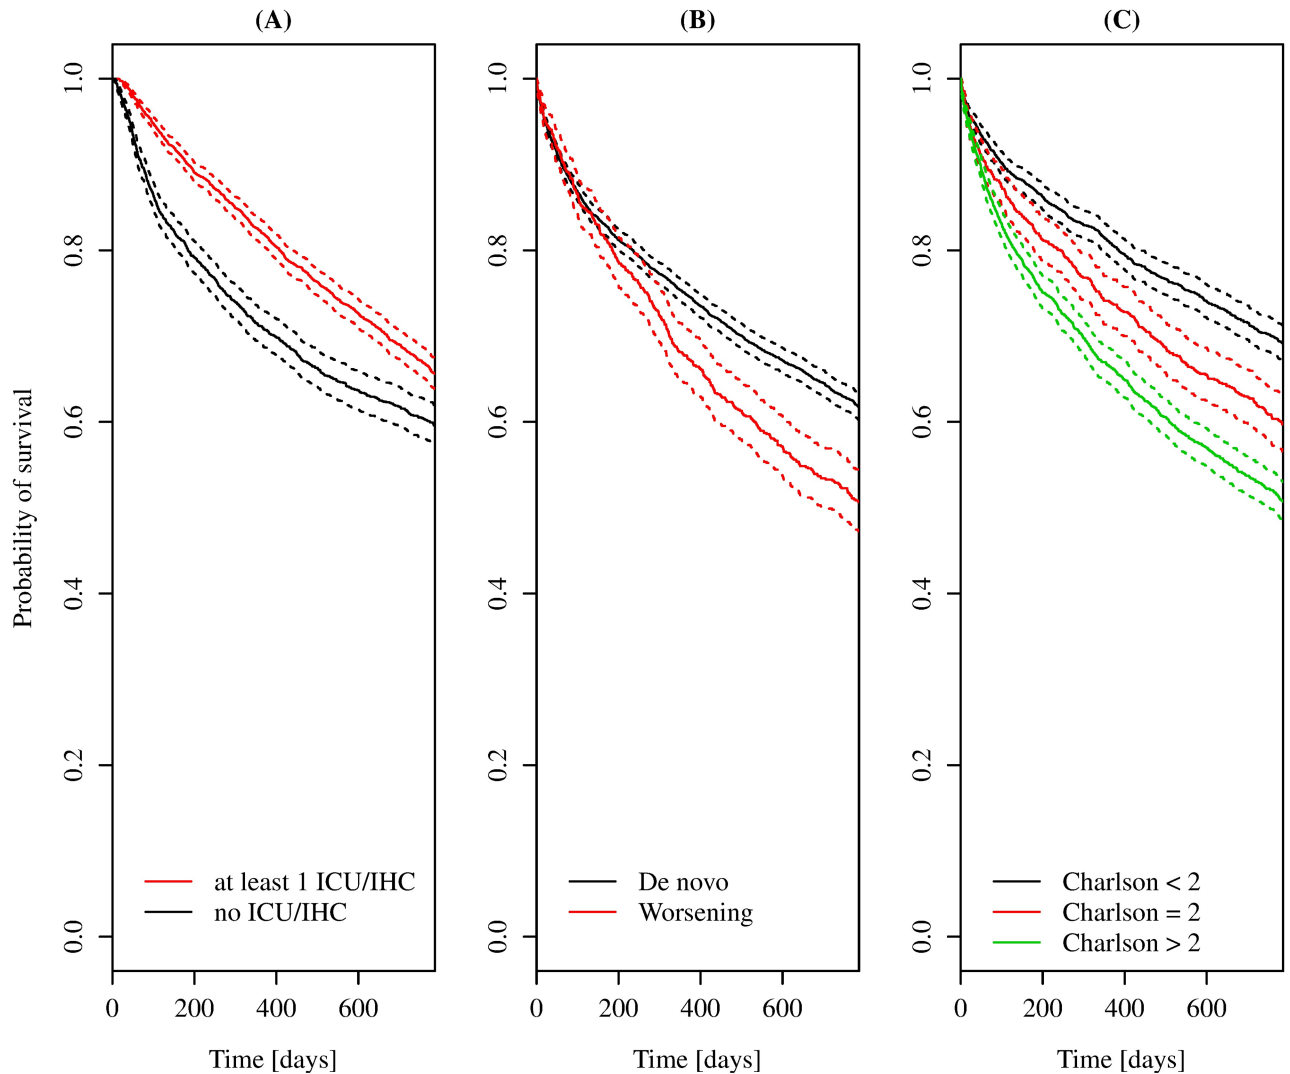 (A)
(B)
(C)
Probability of survival
1.0
0.8
0.6
0.4
0.2
0.0
at least 1 ICU/IHC
no ICU/IHC
0 200 400 600
Time [days]
1.0
0.8
0.6
0.4
0.2
0.0
De novo
Worsening
0 200 400 600
Time [days]
1.0
0.8
0.6
0.4
0.2
0.0
Charlson < 2
Charlson = 2
Charlson > 2
0 200 400 600
Time [days]